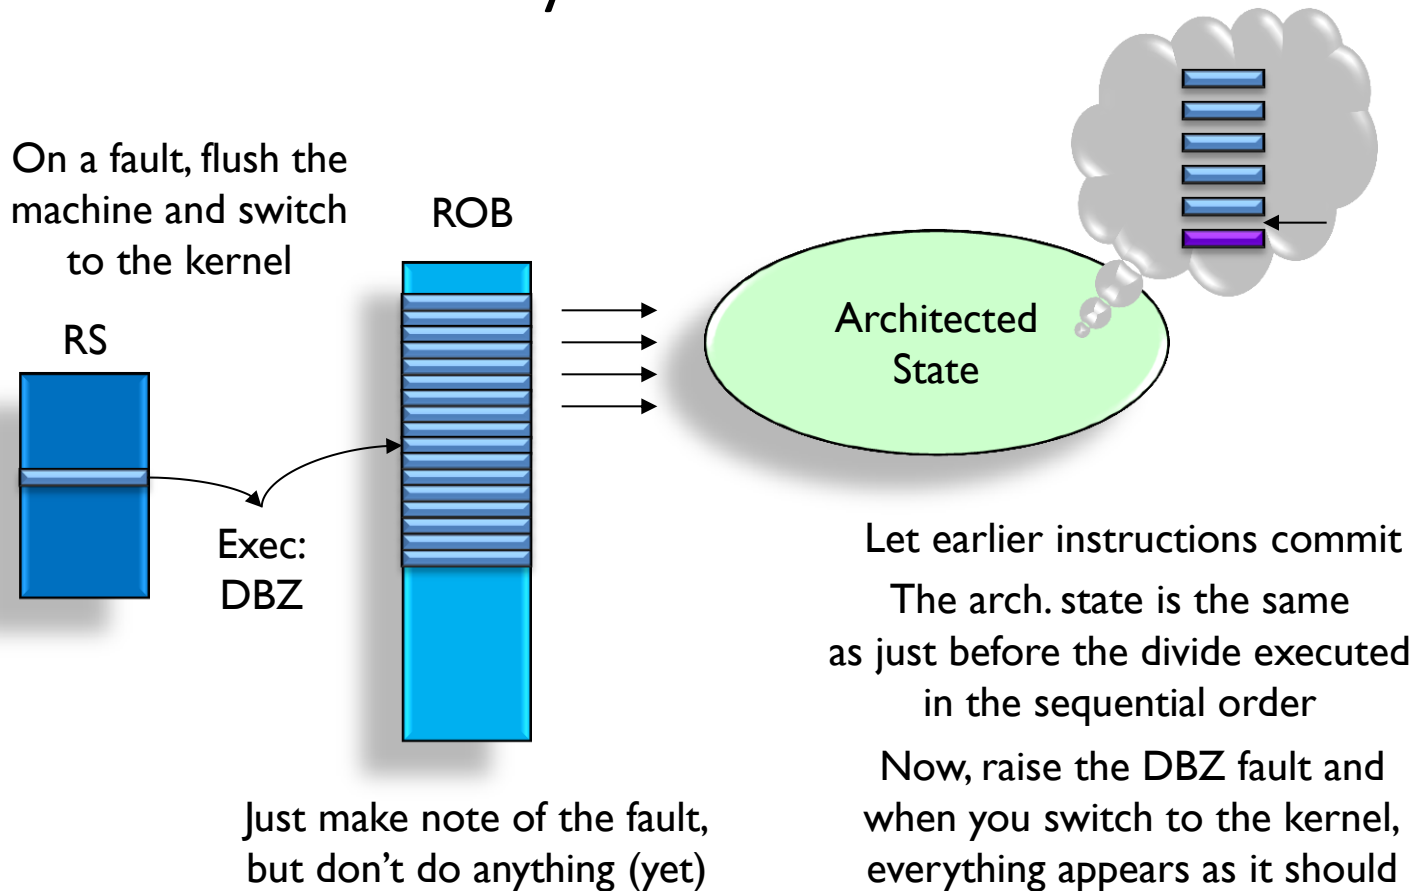 On a fault, flush the
machine and switch
to the kernel
RS
ROB
Exec:
DBZ
Architected
State
Just make note of the fault,
but don't do anything (yet)
Let earlier instructions commit
The arch. state is the same
as just before the divide executed
in the sequential order
Now, raise the DBZ fault and
when you switch to the kernel,
everything appears as it should